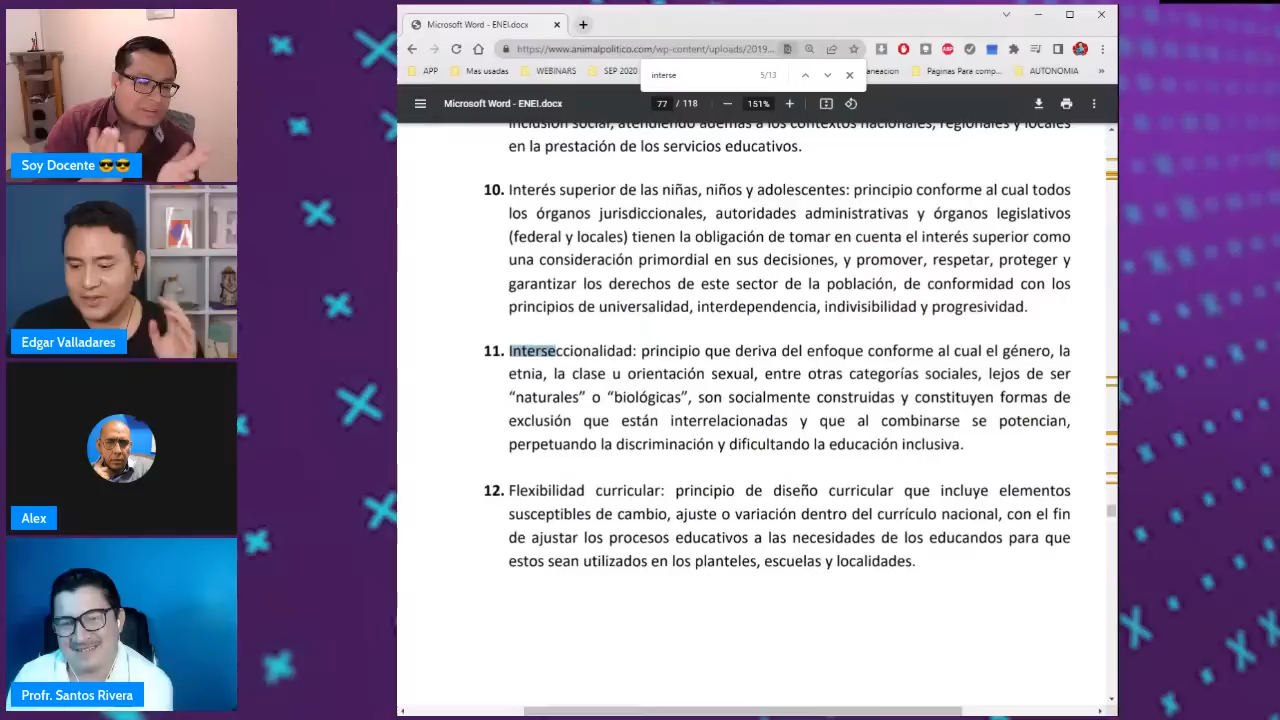 Soy Docente 😎😎
Edgar Valladares
Alex
Profr. Santos Rivera
Microsoft Word - ENEI.docx
https://www.animalpolitico.com/wp-content/uploads/2019...
APP
Mas usadas
WEBINARS
SEP 2020
Paginas Para comp...
AUTONOMIA
»
interse 5/13
Microsoft Word - ENEI.docx
77 / 118
151%
inclusión social, atendiendo además a los contextos nacionales, regionales y locales
en la prestación de los servicios educativos.
10. Interés superior de las niñas, niños y adolescentes: principio conforme al cual todos
los órganos jurisdiccionales, autoridades administrativas y órganos legislativos
(federal y locales) tienen la obligación de tomar en cuenta el interés superior como
una consideración primordial en sus decisiones, y promover, respetar, proteger y
garantizar los derechos de este sector de la población, de conformidad con los
principios de universalidad, interdependencia, indivisibilidad y progresividad.
11. Interseccionalidad: principio que deriva del enfoque conforme al cual el género, la
etnia, la clase u orientación sexual, entre otras categorías sociales, lejos de ser
“naturales” o “biológicas”, son socialmente construidas y constituyen formas de
exclusión que están interrelacionadas y que al combinarse se potencian,
perpetuando la discriminación y dificultando la educación inclusiva.
12. Flexibilidad curricular: principio de diseño curricular que incluye elementos
susceptibles de cambio, ajuste o variación dentro del currículo nacional, con el fin
de ajustar los procesos educativos a las necesidades de los educandos para que
estos sean utilizados en los planteles, escuelas y localidades.